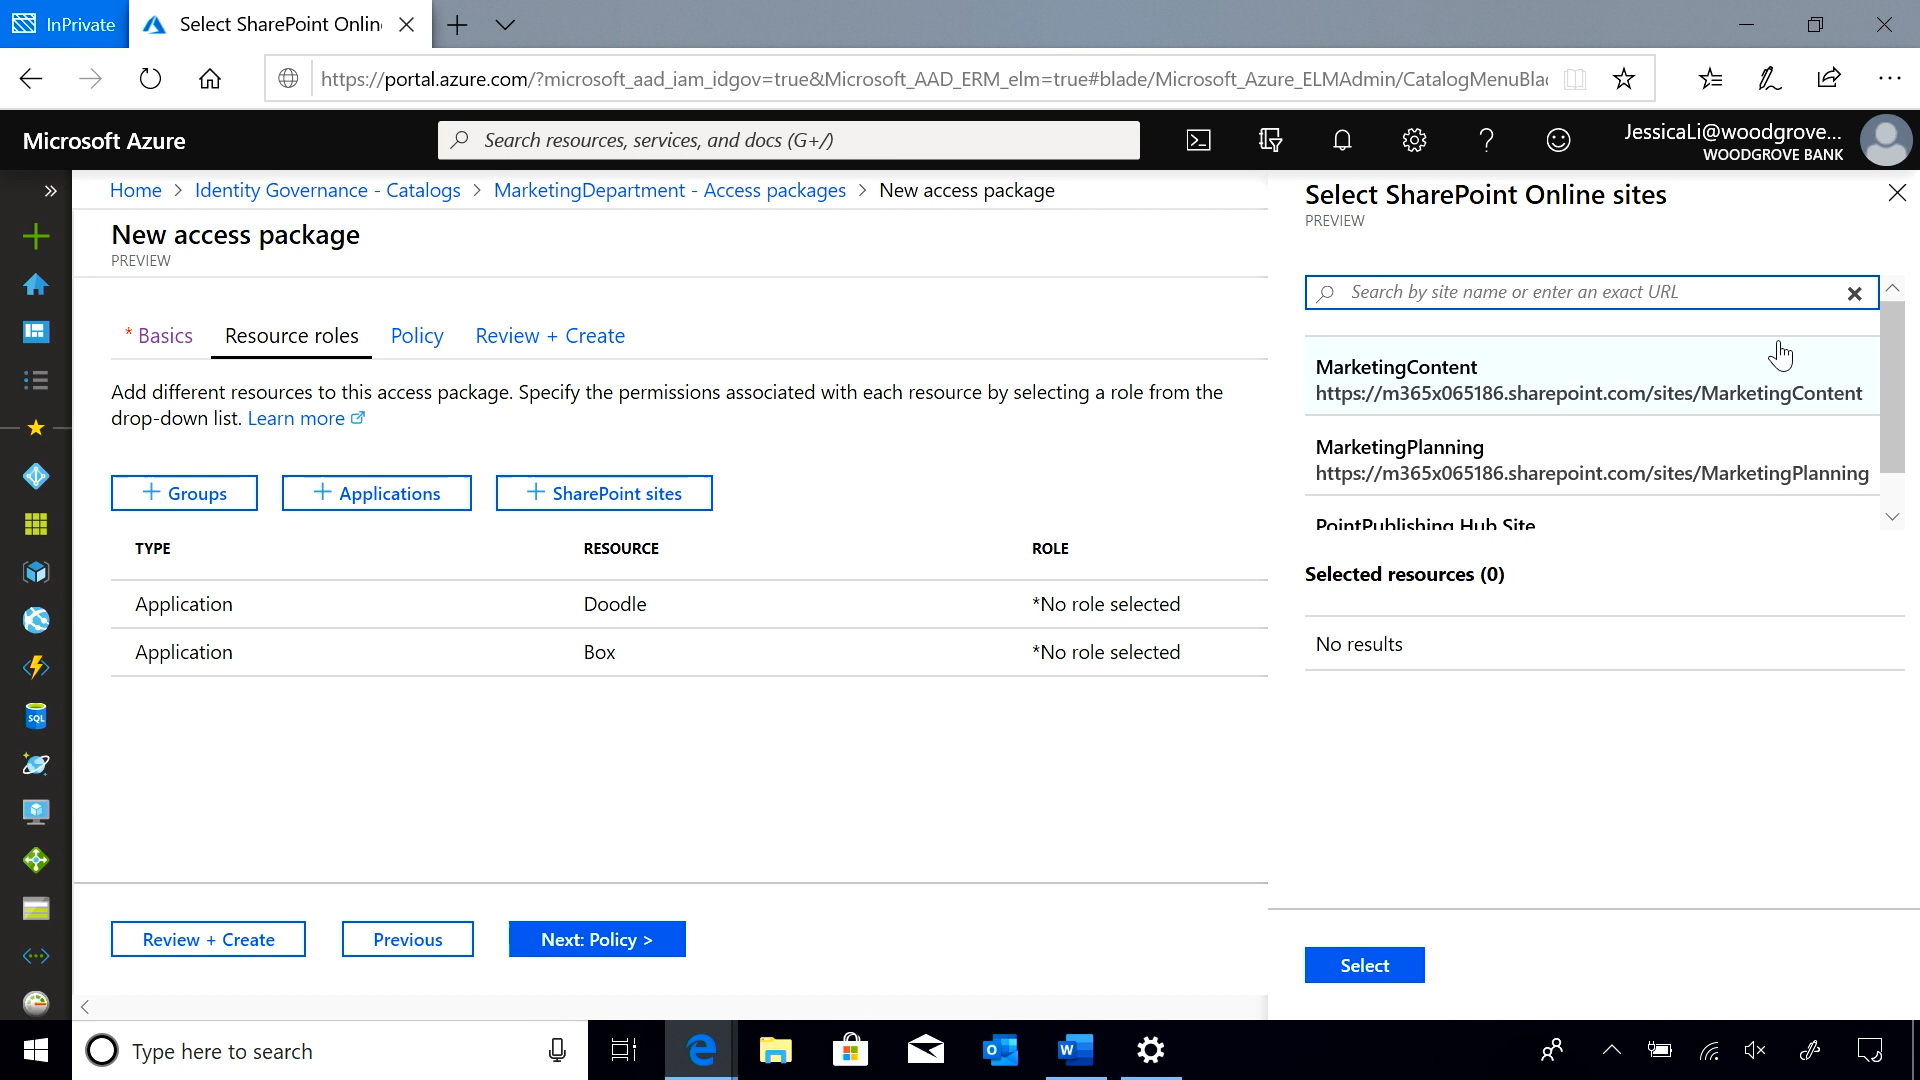 InPrivate
Select SharePoint Onlin
https://portal.azure.com/?microsoft_aad_iam_idgov=true&Microsoft_AAD_ERM_elm=true#blade/Microsoft_Azure_ELMAdmin/CatalogMenuBla
Microsoft Azure
Search resources, services, and docs (G+/)
JessicaLi@woodgrove...
WOODGROVE BANK
Home > Identity Governance - Catalogs > MarketingDepartment - Access packages > New access package
New access package
PREVIEW
* Basics
Resource roles
Policy
Review + Create
Add different resources to this access package. Specify the permissions associated with each resource by selecting a role from the
drop-down list. Learn more
+ Groups
+ Applications
+ SharePoint sites
TYPE RESOURCE ROLE
Application Doodle *No role selected
Application Box *No role selected
Review + Create
Previous
Next: Policy >
Select SharePoint Online sites
PREVIEW
Search by site name or enter an exact URL
MarketingContent
https://m365x065186.sharepoint.com/sites/MarketingContent
MarketingPlanning
https://m365x065186.sharepoint.com/sites/MarketingPlanning
PointPublishing Hub Site
Selected resources (0)
No results
Select
SQL
Type here to search